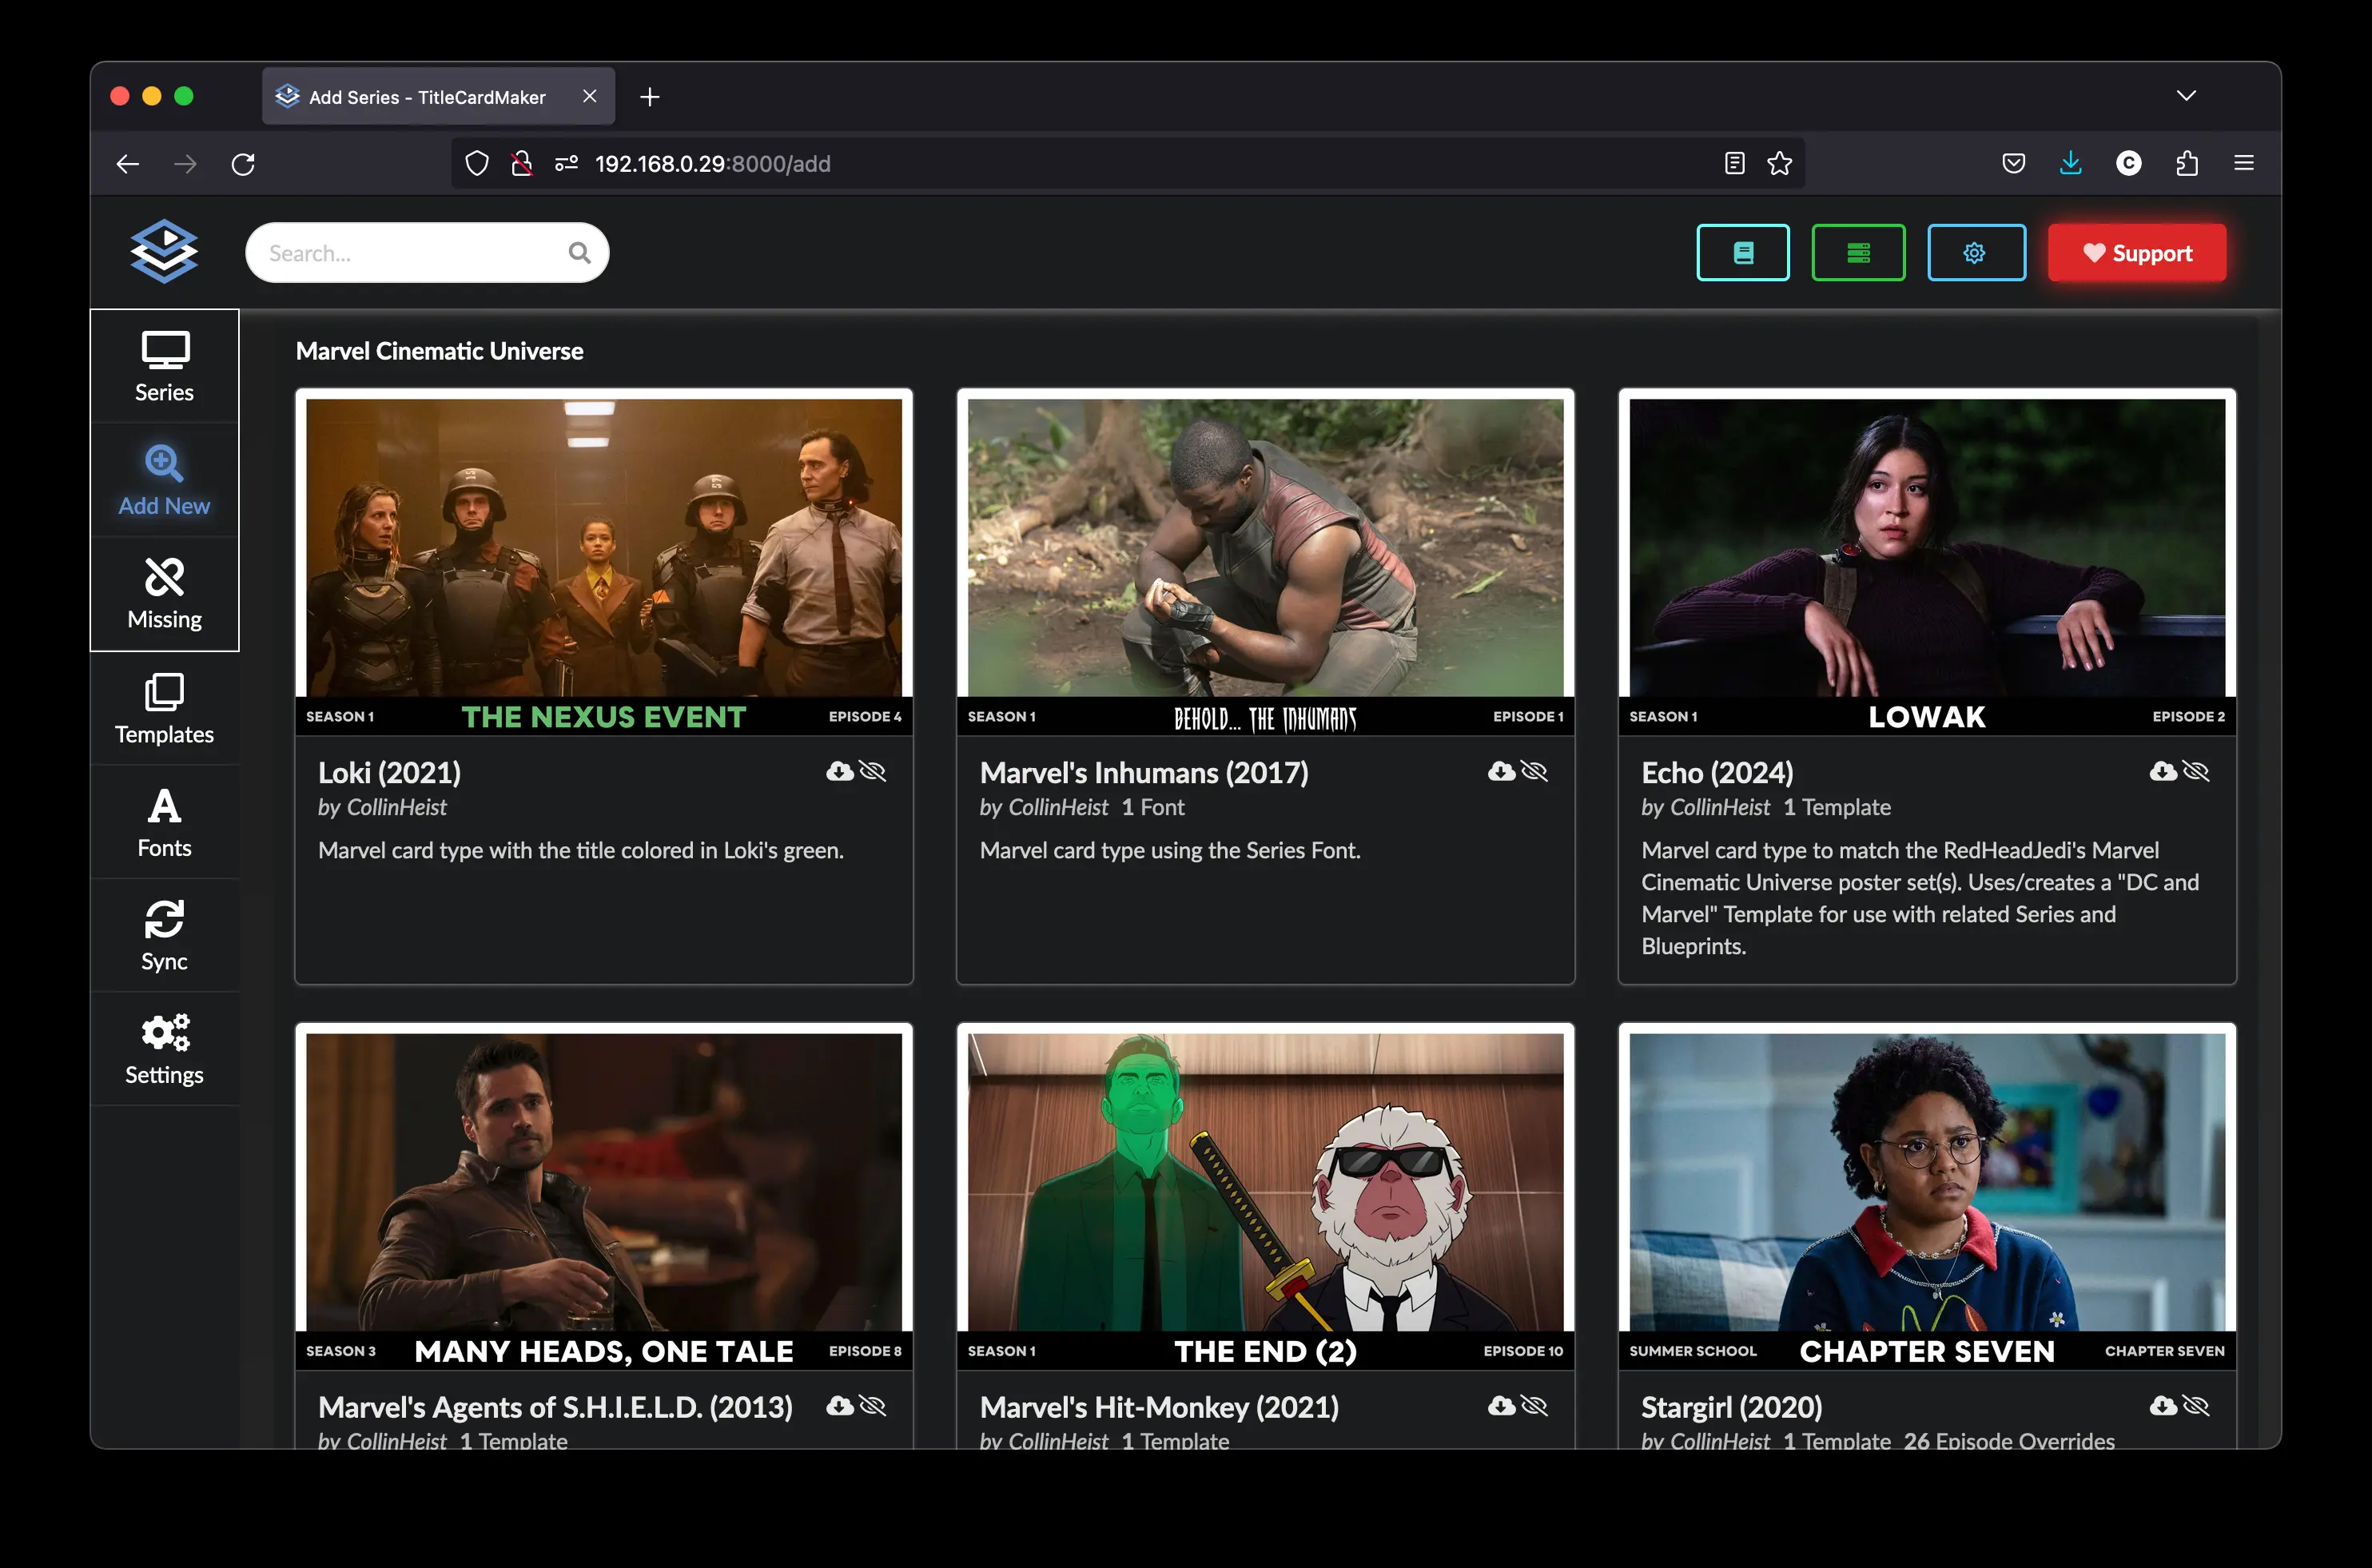 Add Series - TitleCardMaker
192.168.0.29:8000/add
Search...
Support
Series
Add New
Missing
Templates
Fonts
Sync
Settings
Marvel Cinematic Universe
SEASON 1 THE NEXUS EVENT EPISODE 4
Loki (2021)
by CollinHeist
Marvel card type with the title colored in Loki's green.
SEASON 1 BEHOLD... THE INHUMANS EPISODE 1
Marvel's Inhumans (2017)
by CollinHeist 1 Font
Marvel card type using the Series Font.
SEASON 1 LOWAK EPISODE 2
Echo (2024)
by CollinHeist 1 Template
Marvel card type to match the RedHeadJedi's Marvel
Cinematic Universe poster set(s). Uses/creates a "DC and
Marvel" Template for use with related Series and
Blueprints.
SEASON 3 MANY HEADS, ONE TALE EPISODE 8
Marvel's Agents of S.H.I.E.L.D. (2013)
by CollinHeist 1 Template
SEASON 1 THE END (2) EPISODE 10
Marvel's Hit-Monkey (2021)
by CollinHeist 1 Template
SUMMER SCHOOL CHAPTER SEVEN CHAPTER SEVEN
Stargirl (2020)
by CollinHeist 1 Template 26 Episode Overrides